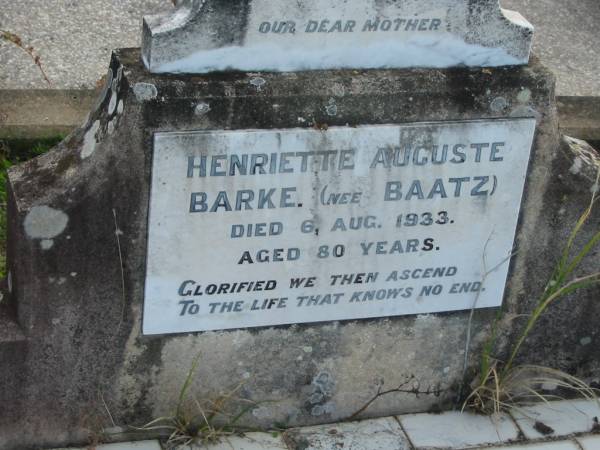 OUR DEAR MOTHER
HENRIETTE AUGUSTE
BARKE. (NEE BAATZ)
DIED 6, AUG. 1933.
AGED 80 YEARS.
GLORIFIED WE THEN ASCEND
TO THE LIFE THAT KNOWS NO END.